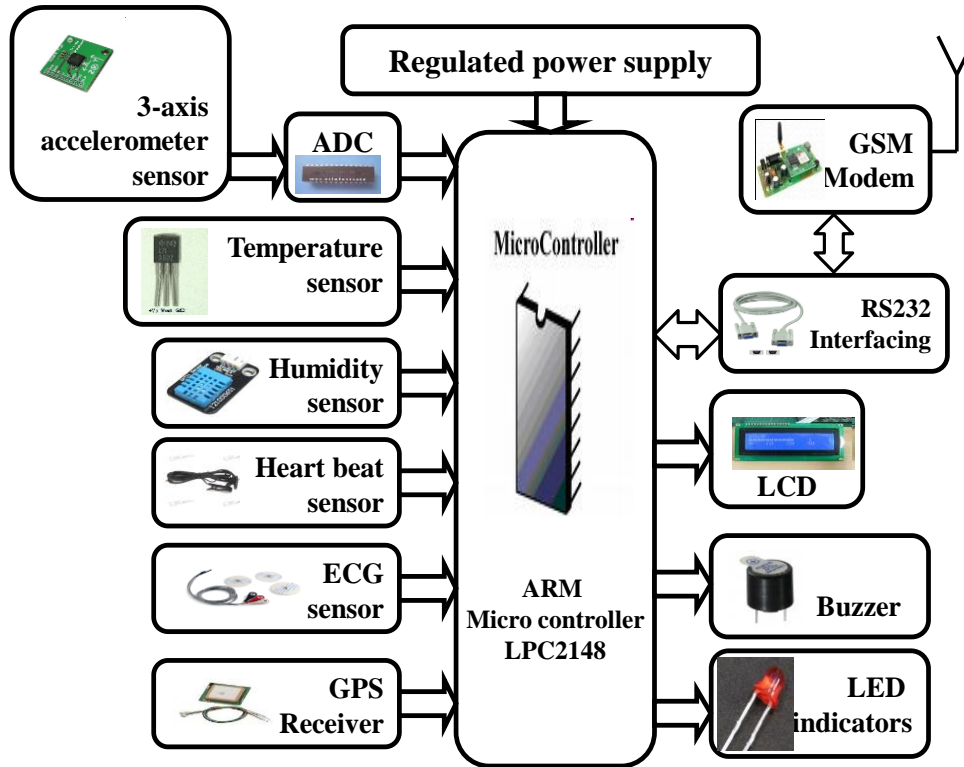 Regulated power supply
3-axis
accelerometer
sensor
ADC
GSM
Modem
Temperature
sensor
MicroController
RS232
Interfacing
Humidity
sensor
Heart beat
sensor
LCD
ECG
sensor
ARM
Micro controller
LPC2148
Buzzer
GPS
Receiver
LED
indicators